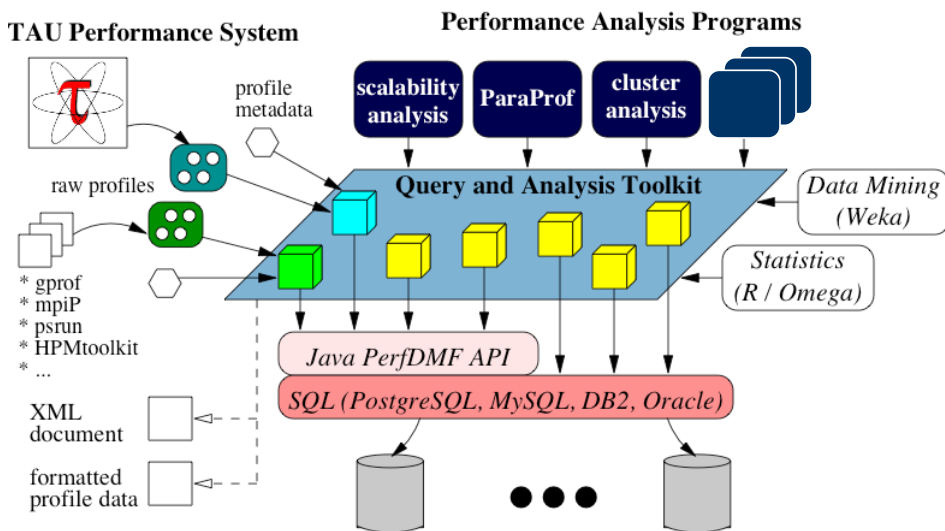 Performance Analysis Programs
TAU Performance System
τ
profile
metadata
scalability
analysis
ParaProf
cluster
analysis
raw profiles
Query and Analysis Toolkit
Data Mining
(Weka)
Statistics
(R / Omega)
* gprof
* mpiP
* psrun
* HPMtoolkit
* ...
Java PerfDMF API
SQL (PostgreSQL, MySQL, DB2, Oracle)
XML
document
formatted
profile data